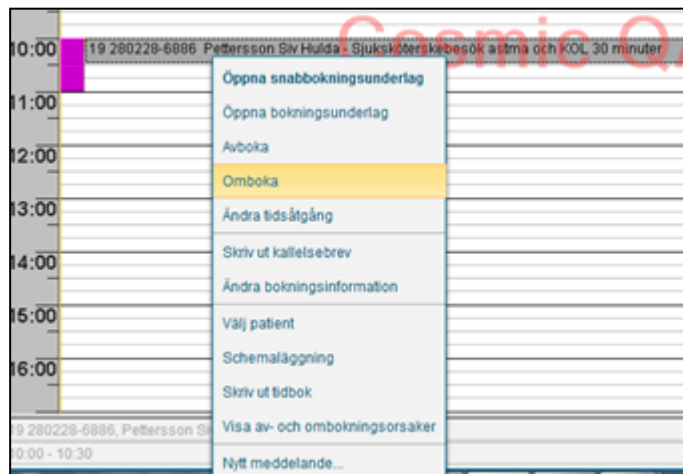 Cosmic QA
10:00 19 280228-6886 Pettersson Siv Hulda - Sjuksköterskebesök astma och KOL 30 minuter
Öppna snabbokningsunderlag
11:00
Öppna bokningsunderlag
Avboka
12:00
Omboka
13:00
Ändra tidsåtgång
Skriv ut kallelsebrev
14:00
Ändra bokningsinformation
15:00
Välj patient
Schemaläggning
16:00
Skriv ut tidbok
Visa av- och ombokningsorsaker
19 280228-6886, Pettersson
10:00 - 10:30
Nytt meddelande...